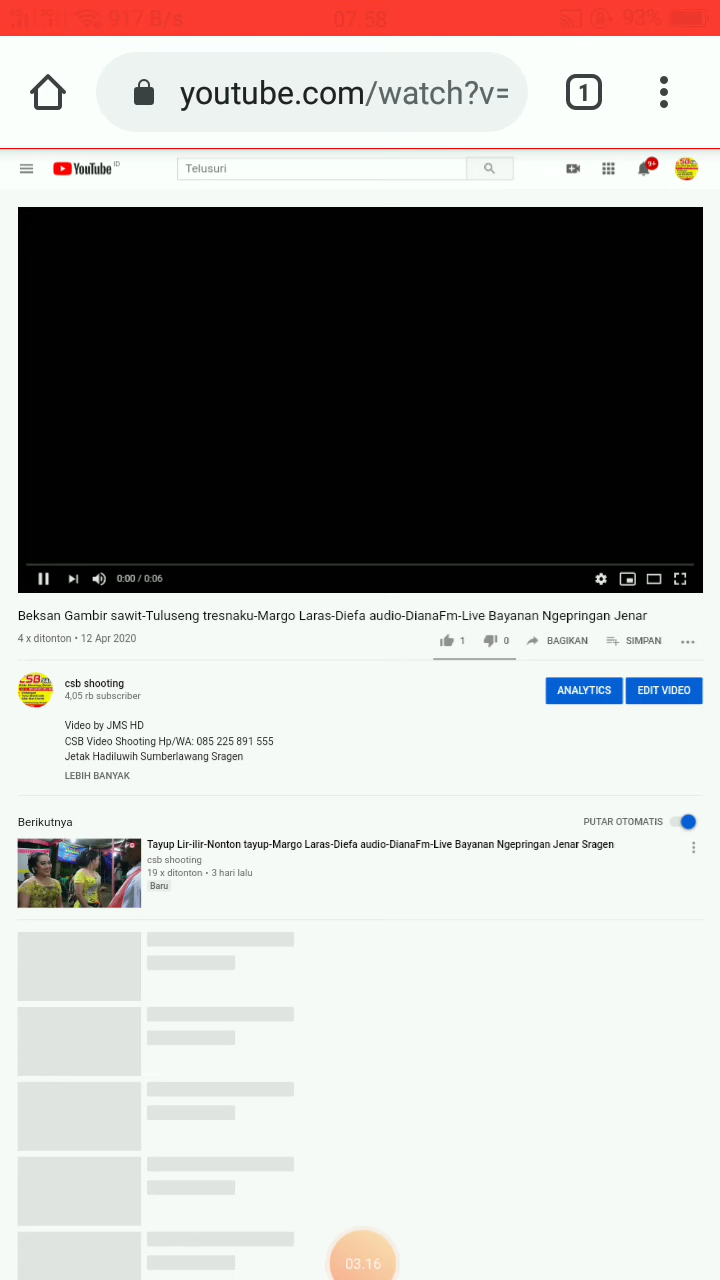 917 B/s 07.58 93%
youtube.com/watch?v= 1
YouTube ID Telusuri 9+
0:00 / 0:06
Beksan Gambir sawit-Tuluseng tresnaku-Margo Laras-Diefa audio-DianaFm-Live Bayanan Ngepringan Jenar
4 x ditonton • 12 Apr 2020 1 0 BAGIKAN SIMPAN
csb shooting
4,05 rb subscriber
ANALYTICS EDIT VIDEO
Video by JMS HD
CSB Video Shooting Hp/WA: 085 225 891 555
Jetak Hadiluwih Sumberlawang Sragen
LEBIH BANYAK
Berikutnya PUTAR OTOMATIS
Tayup Lir-ilir-Nonton tayup-Margo Laras-Diefa audio-DianaFm-Live Bayanan Ngepringan Jenar Sragen
csb shooting
19 x ditonton • 3 hari lalu
Baru
03.16